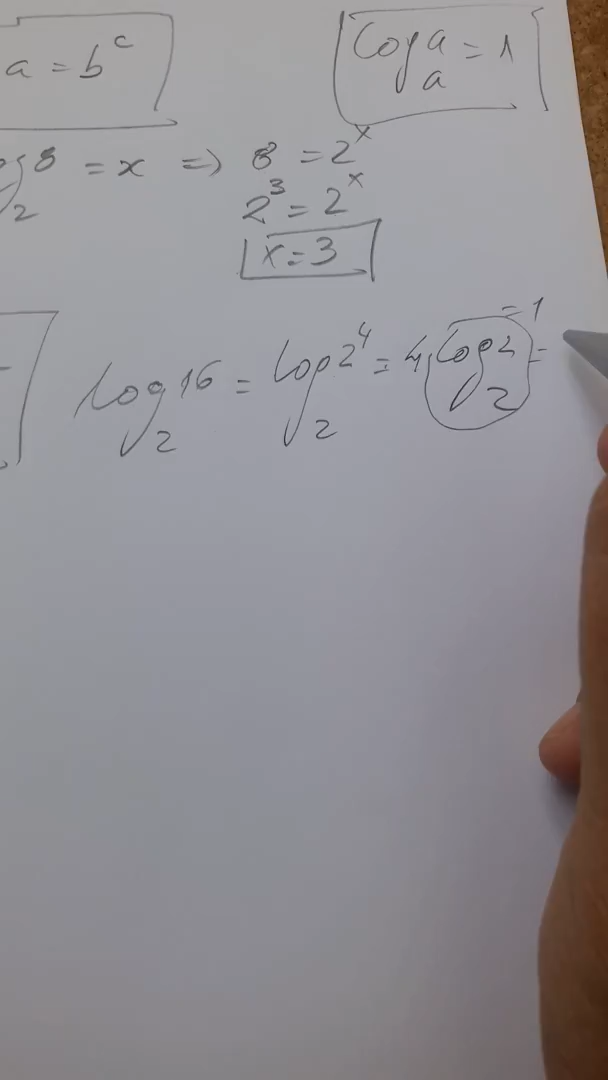 a = b^c
log_a a = 1
log_2 8 = x => 8 = 2^x
2^3 = 2^x
x = 3
log_2 16 = log_2 2^4 = 4 log_2 2 =
= 1